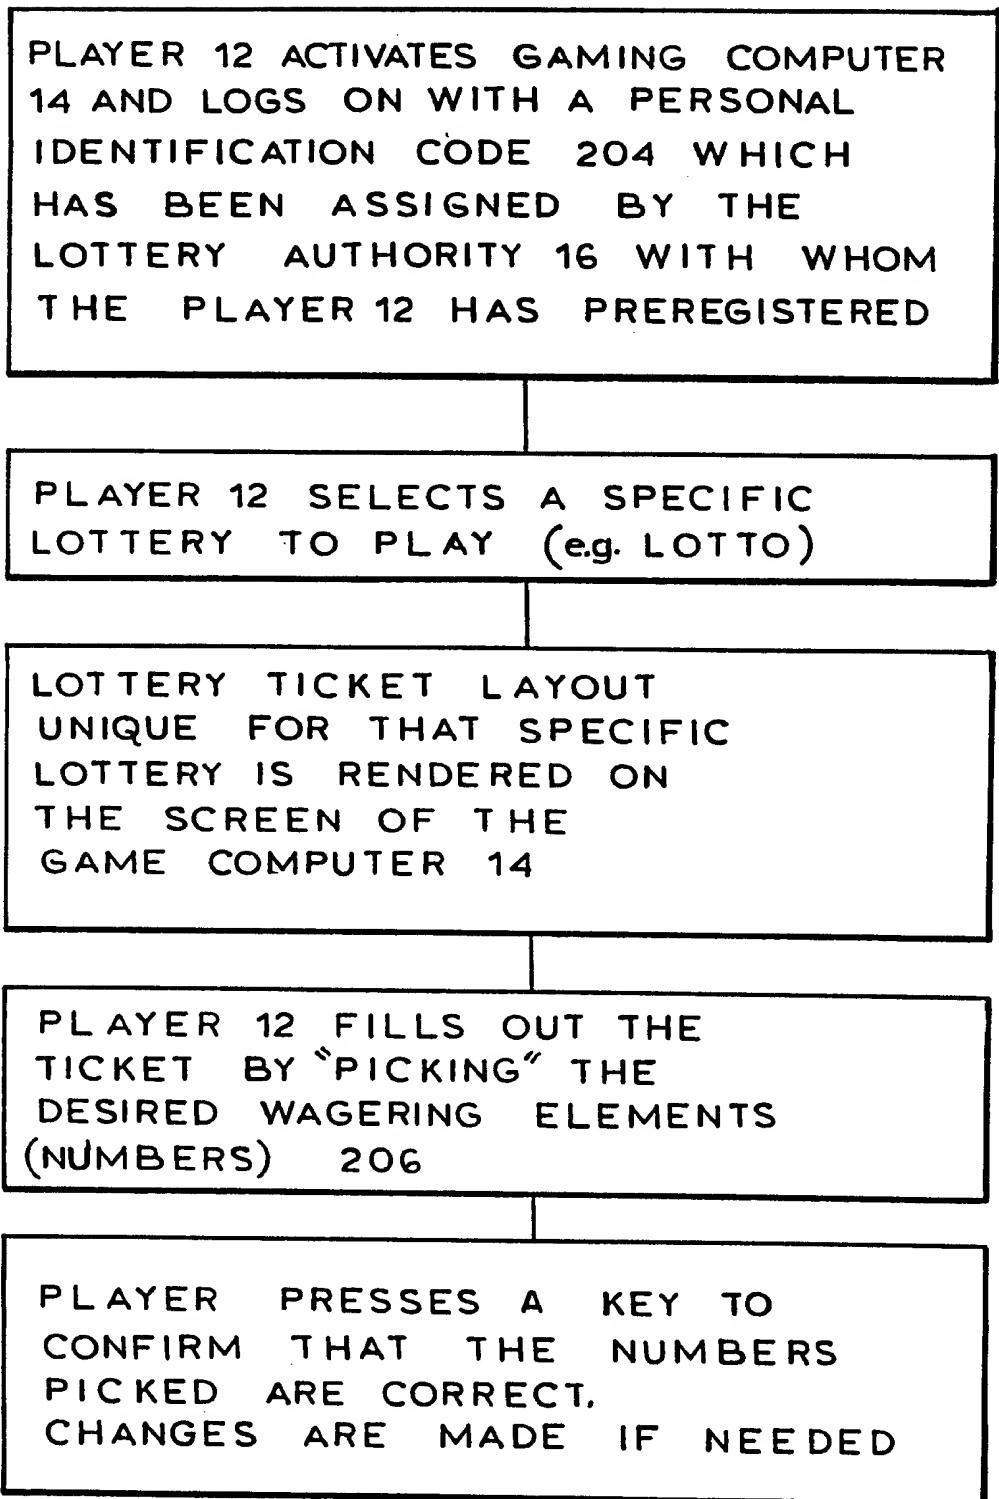 PLAYER 12 ACTIVATES GAMING COMPUTER
14 AND LOGS ON WITH A PERSONAL
IDENTIFICATION CODE 204 WHICH
HAS BEEN ASSIGNED BY THE
LOTTERY AUTHORITY 16 WITH WHOM
THE PLAYER 12 HAS PREREGISTERED
PLAYER 12 SELECTS A SPECIFIC
LOTTERY TO PLAY (e.g. LOTTO)
LOTTERY TICKET LAYOUT
UNIQUE FOR THAT SPECIFIC
LOTTERY IS RENDERED ON
THE SCREEN OF THE
GAME COMPUTER 14
PLAYER 12 FILLS OUT THE
TICKET BY "PICKING" THE
DESIRED WAGERING ELEMENTS
(NUMBERS) 206
PLAYER PRESSES A KEY TO
CONFIRM THAT THE NUMBERS
PICKED ARE CORRECT.
CHANGES ARE MADE IF NEEDED